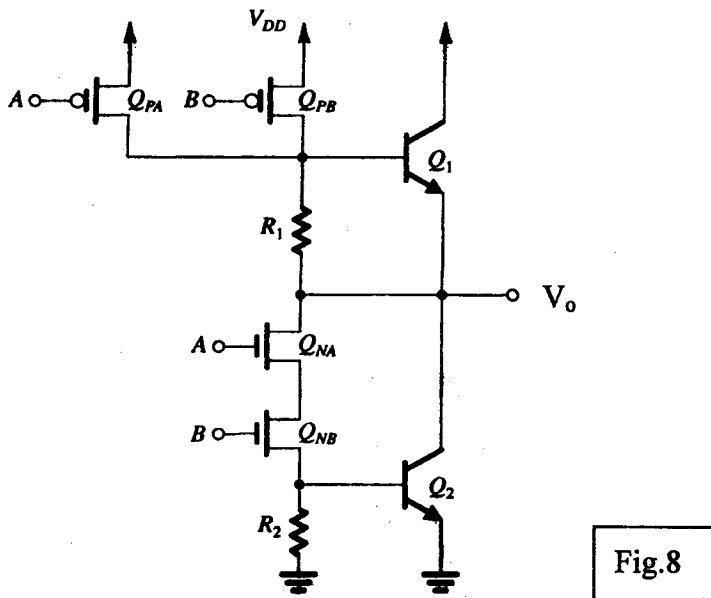 V_DD
A
Q_PA
B
Q_PB
Q_1
R_1
V_o
A
Q_NA
B
Q_NB
Q_2
R_2
Fig.8